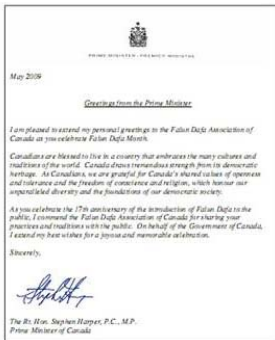 PRIME MINISTER - PREMIER MINISTRE
May 2009
Greetings from the Prime Minister
I am pleased to extend my personal greetings to the Falun Dafa Association of
Canada as you celebrate Falun Dafa Month.
Canadians are blessed to live in a country that embraces the many cultures and
traditions of the world. Canada draws tremendous strength from its democratic
heritage. As Canadians, we are grateful for Canada's shared values of openness
and tolerance and the freedom of conscience and religion, which honour our
unparalleled diversity and the foundations of our democratic society.
As you celebrate the 17th anniversary of the introduction of Falun Dafa to the
public, I commend the Falun Dafa Association of Canada for sharing your
practices and traditions with the public. On behalf of the Government of Canada,
I extend my best wishes for a joyous and memorable celebration.
Sincerely,
The Rt. Hon. Stephen Harper, P.C., M.P.
Prime Minister of Canada